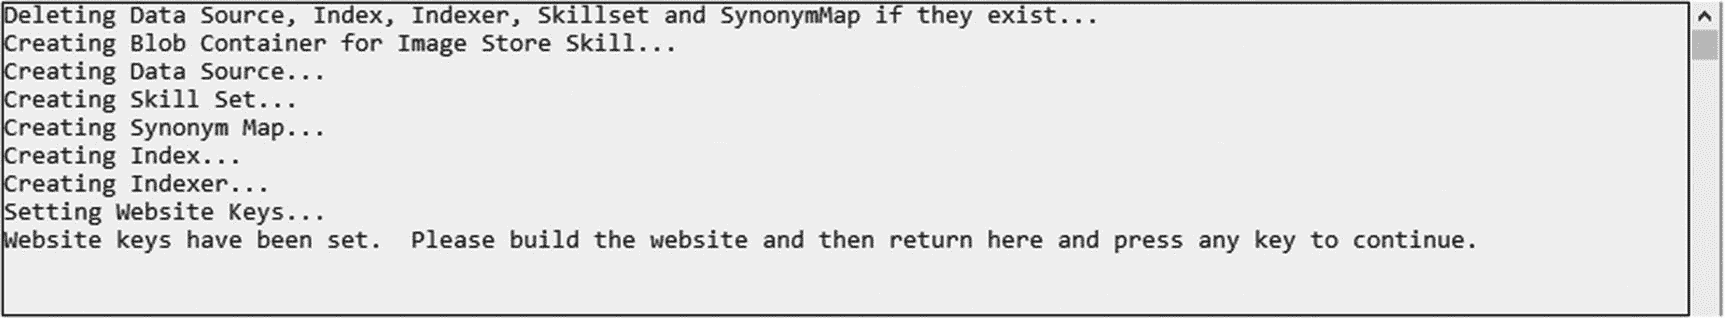 Deleting Data Source, Index, Indexer, Skillset and SynonymMap if they exist...
Creating Blob Container for Image Store Skill...
Creating Data Source...
Creating Skill Set...
Creating Synonym Map...
Creating Index...
Creating Indexer...
Setting Website Keys...
Website keys have been set.  Please build the website and then return here and press any key to continue.